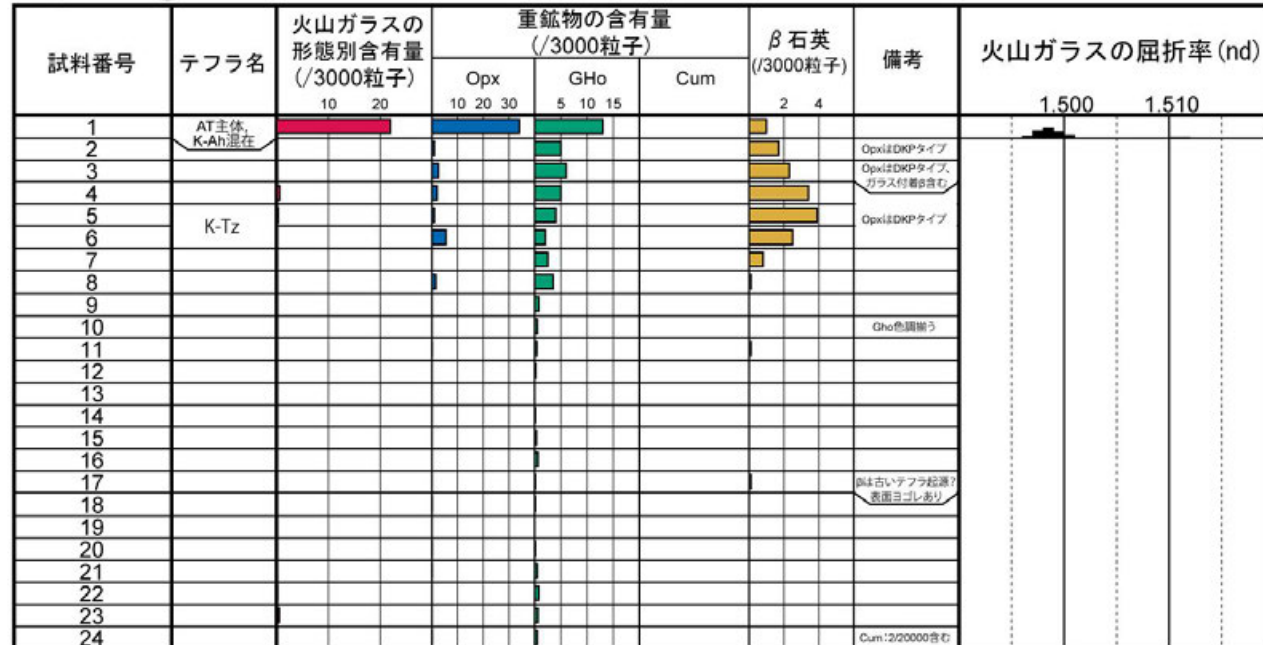 試料番号
テフラ名
火山ガラスの
形態別含有量
(/3000粒子)
10 20
重鉱物の含有量
(/3000粒子)
Opx
GHo
Cum
10 20 30
5 10 15
β 石英
(/3000粒子)
2 4
備考
火山ガラスの屈折率(nd)
1.500 1.510
1
AT主体,
K-Ah混在
2
OpxはDKPタイプ
3
OpxはDKPタイプ、
ガラス付着β含む
4
5
K-Tz
OpxはDKPタイプ
6
7
8
9
10
Gho色調揃う
11
12
13
14
15
16
17
βは古いテフラ起源?
表面ヨゴレあり
18
19
20
21
22
23
24
Cum:2/20000含む